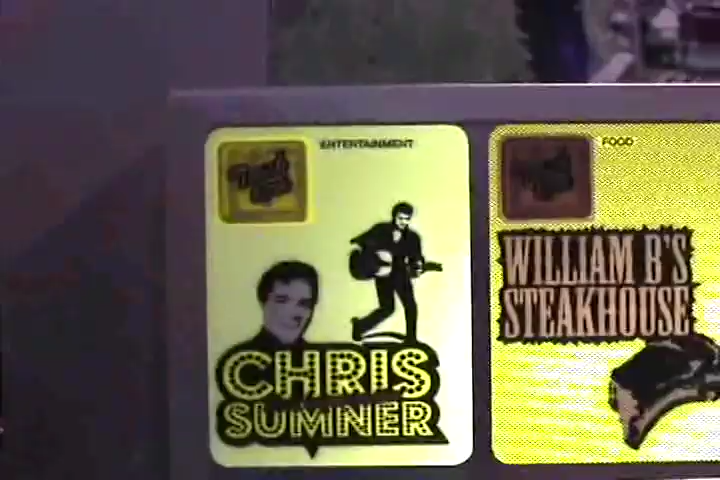 ENTERTAINMENT
CHRIS
SUMNER
FOOD
WILLIAM B'S
STEAKHOUSE